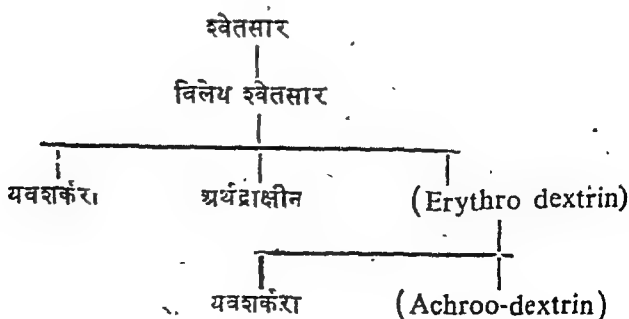 श्वेतसार
विलेय श्वेतसार
यवशर्करा अर्थद्राक्षीन (Erythro dextrin)
यवशर्करा (Achroo-dextrin)